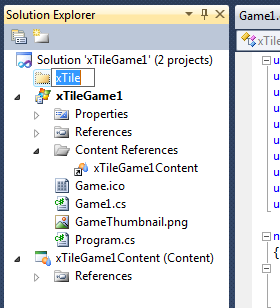 Solution Explorer
Game1.
Solution 'xTileGame1' (2 projects)
xTile
xTile
xTileGame1
Properties
References
Content References
xTileGame1Content
Game.ico
Game1.cs
GameThumbnail.png
Program.cs
xTileGame1Content (Content)
References
u
u
u
u
u
u
u
u
n
{